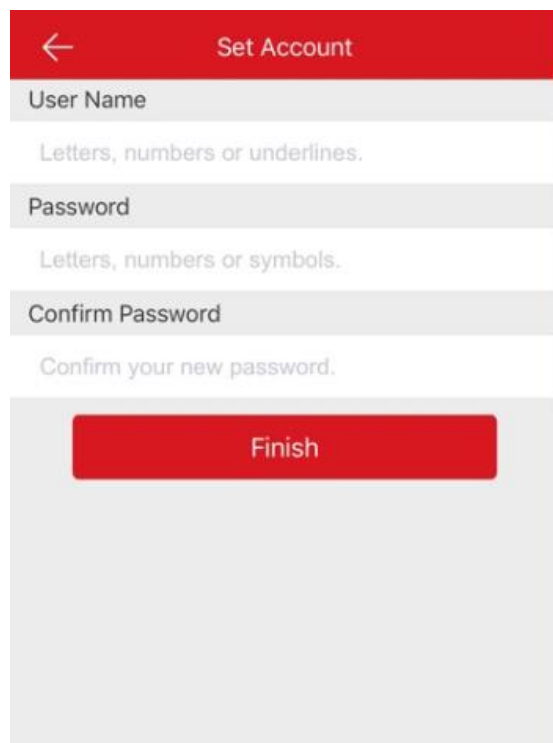 Set Account
User Name
Letters, numbers or underlines.
Password
Letters, numbers or symbols.
Confirm Password
Confirm your new password.
Finish